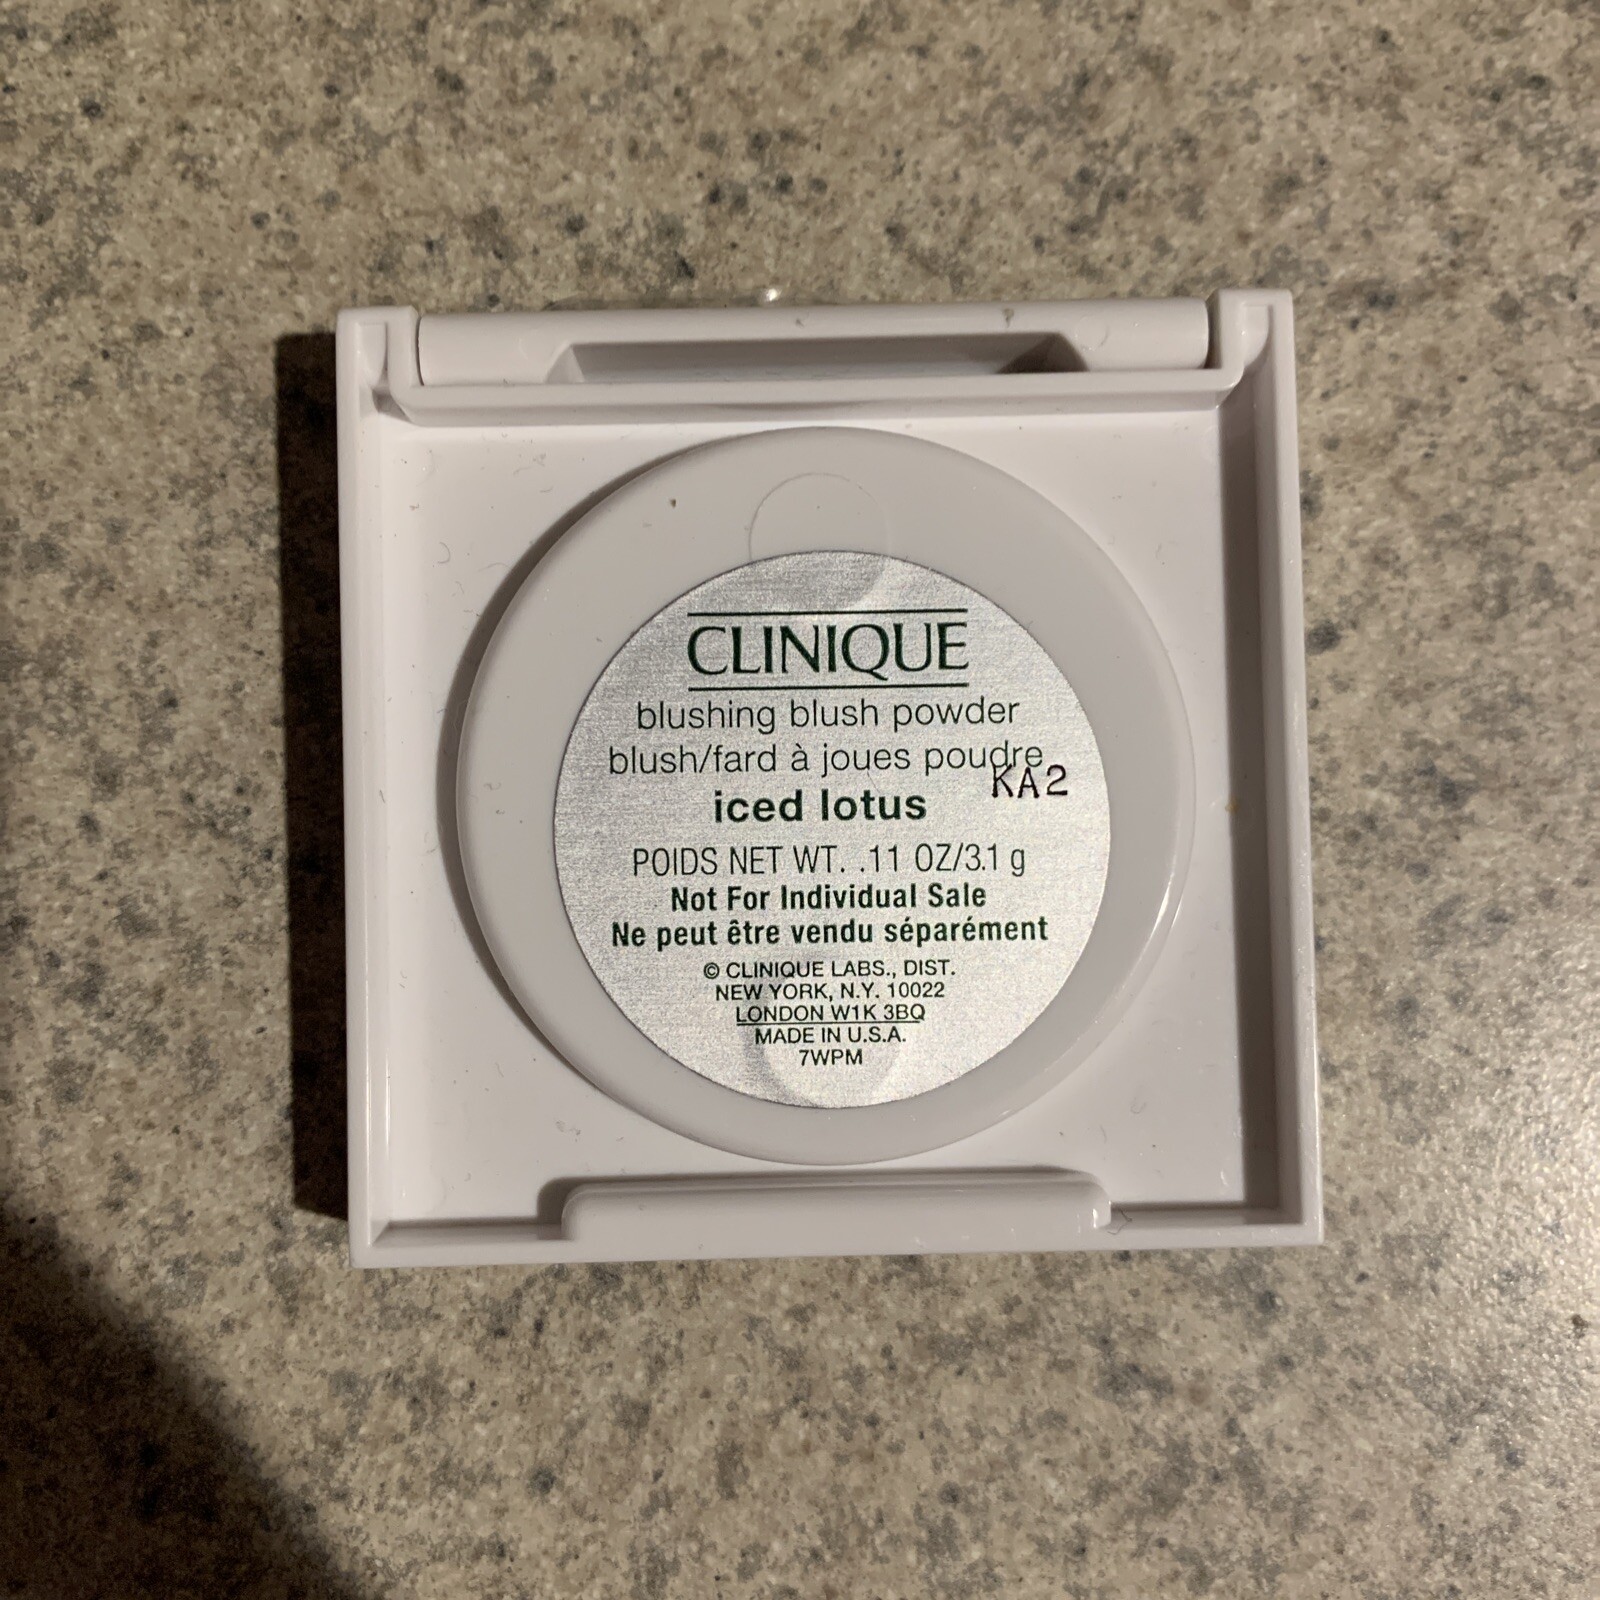 CLINIQUE
blushing blush powder
blush/fard à joues poudre
KA2
iced lotus
POIDS NET WT. .11 OZ/3.1 g
Not For Individual Sale
Ne peut être vendu séparément
© CLINIQUE LABS., DIST.
NEW YORK, N.Y. 10022
LONDON W1K 3BQ
MADE IN U.S.A.
7WPM